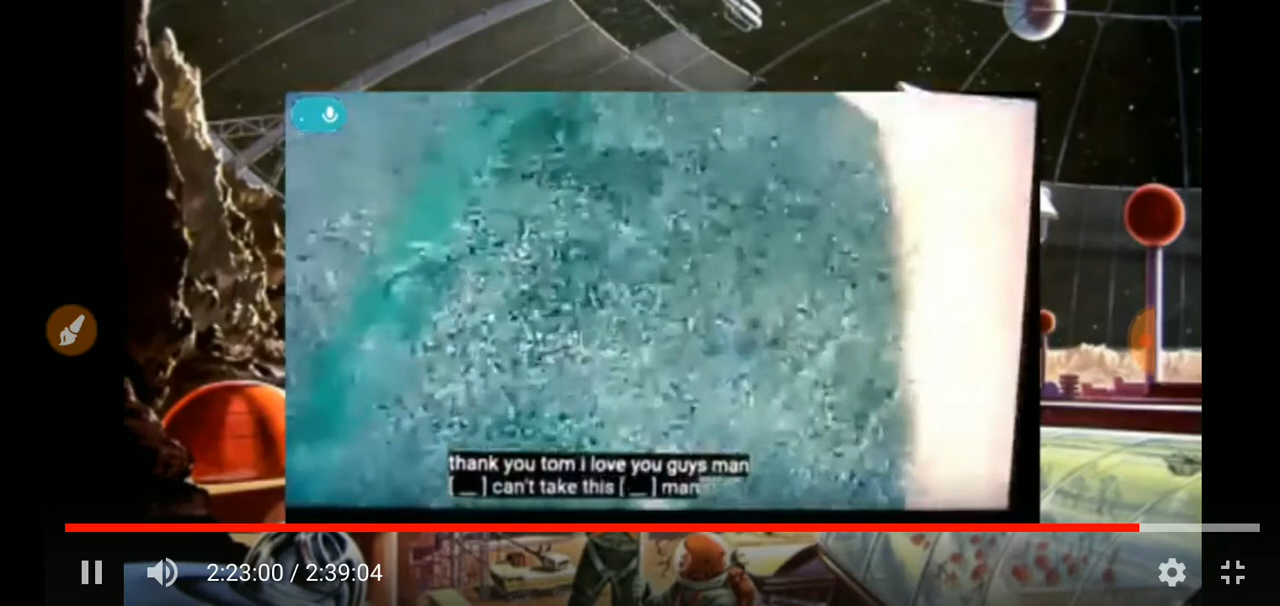 thank you tom i love you guys man
[ __ ] can't take this [ __ ] man
2:23:00 / 2:39:04